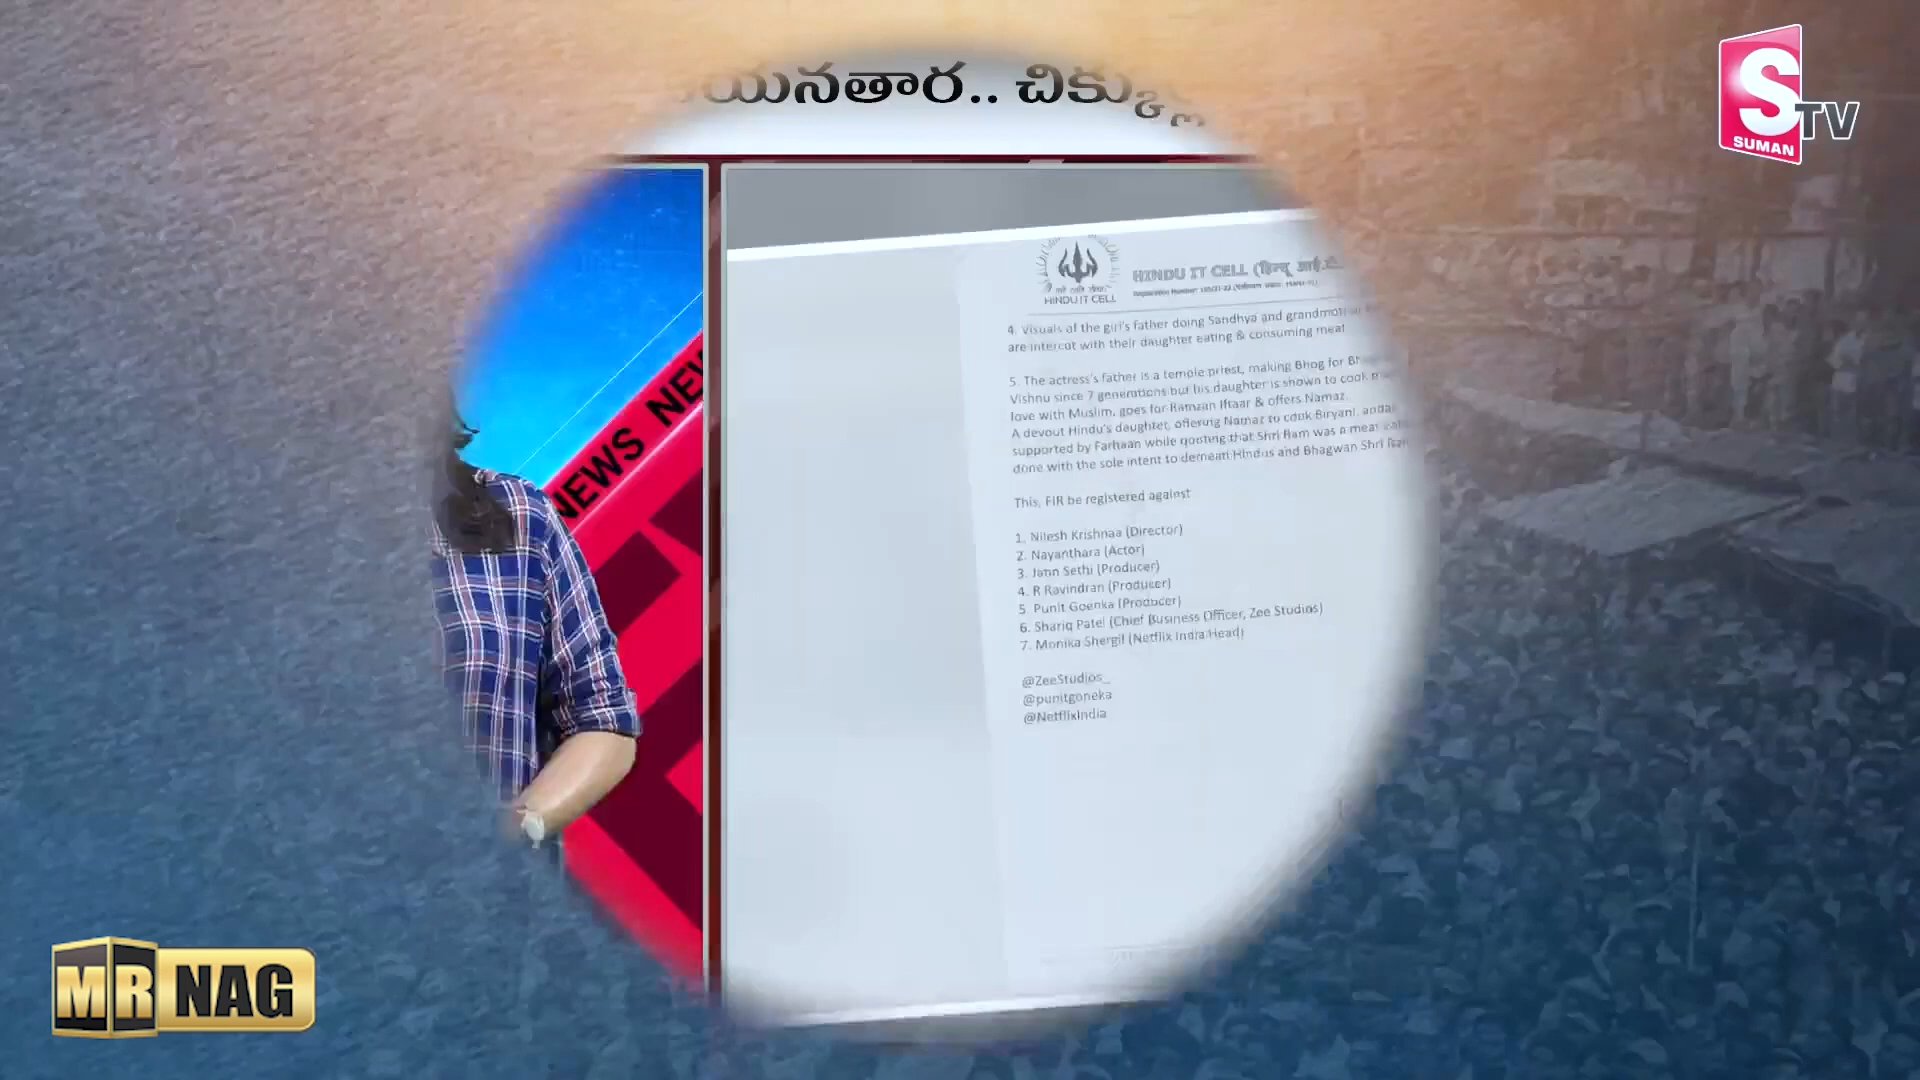 యనతార.. చిక్కుల్ల
S
TV
SUMAN
NEWS NEW
HINDU IT CELL
HINDU IT CELL (हिन्दू आई.टी.
4. Visuals of the girl's father doing Sandhya and grandmot
are intercut with their daughter eating & consuming meat
5. The actress's father is a temple priest, making Bhog for
Vishnu since 7 generations but his daughter is shown to cook
love with Muslim, goes for Ramzan Iftaar & offers Namaz.
A devout Hindu's daughter, offering Namaz to cook Biryani, and
supported by Farhaan while quoting that Shri Ram was a meat
done with the sole intent to demean Hindus and Bhagwan Shri
This, FIR be registered against
1. Nilesh Krishnaa (Director)
2. Nayanthara (Actor)
3. Jatin Sethi (Producer)
4. R Ravindran (Producer)
5. Punit Goenka (Producer)
6. Shariq Patel (Chief Business Officer, Zee Studios)
7. Monika Shergil (Netflix India Head)
@ZeeStudios_
@punitgoneka
@NetflixIndia
MR NAG